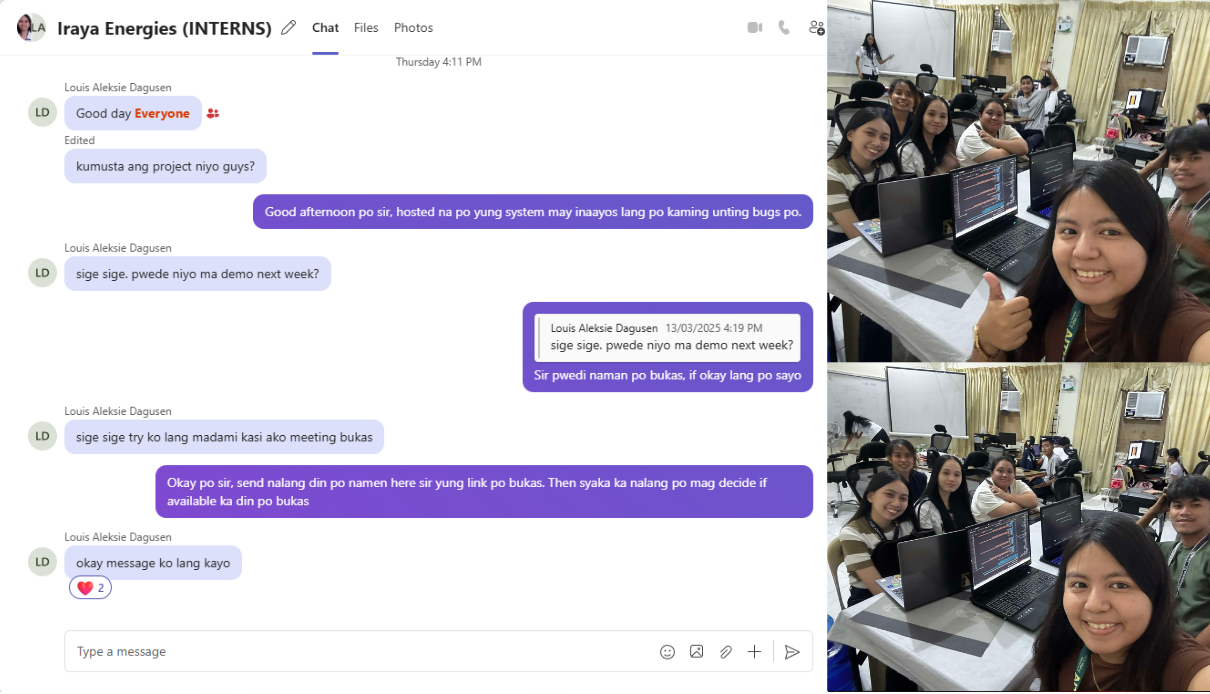 LA
Iraya Energies (INTERNS)
Chat
Files
Photos
Thursday 4:11 PM
Louis Aleksie Dagusen
LD
Good day Everyone
Edited
kumusta ang project niyo guys?
Good afternoon po sir, hosted na po yung system may inaayos lang po kaming unting bugs po.
Louis Aleksie Dagusen
LD
sige sige. pwede niyo ma demo next week?
Louis Aleksie Dagusen 13/03/2025 4:19 PM
sige sige. pwede niyo ma demo next week?
Sir pwedi naman po bukas, if okay lang po sayo
Louis Aleksie Dagusen
LD
sige sige try ko lang madami kasi ako meeting bukas
Okay po sir, send nalang din po namen here sir yung link po bukas. Then syaka ka nalang po mag decide if
available ka din po bukas
Louis Aleksie Dagusen
LD
okay message ko lang kayo
2
Type a message